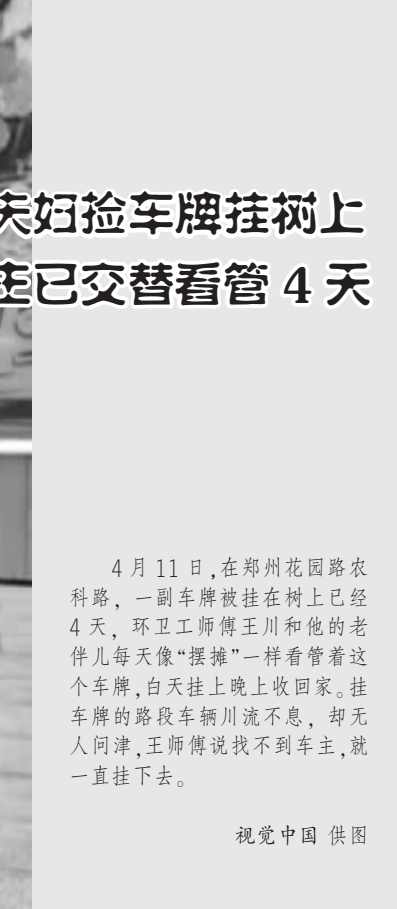 夫妇捡车牌挂树上
已交替看管 4 天
4 月 11 日，在郑州花园路农
科路，一副车牌被挂在树上已经
4 天，环卫工师傅王川和他的老
伴儿每天像“摆摊”一样看管着这
个车牌，白天挂上晚上收回家。挂
车牌的路段车辆川流不息，却无
人问津，王师傅说找不到车主，就
一直挂下去。
视觉中国 供图